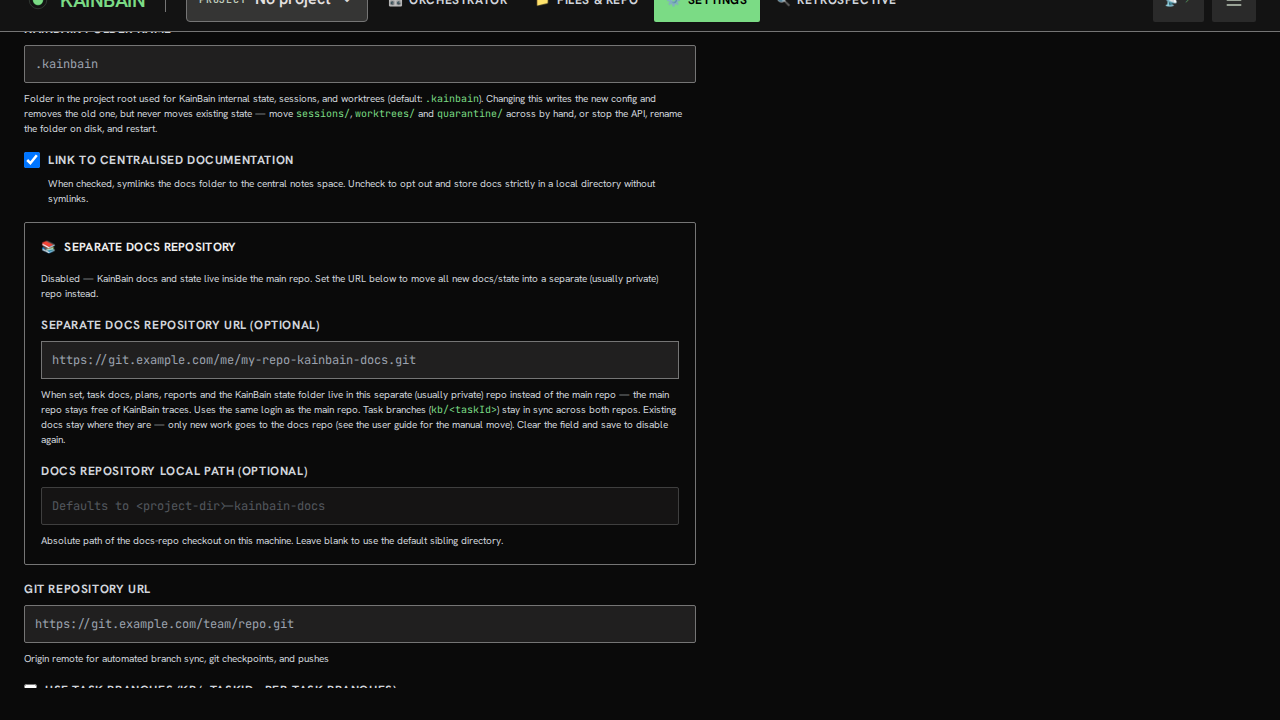 KAINBAIN
PROJECT No project
ORCHESTRATOR
FILES & REPO
SETTINGS
RETROSPECTIVE
KAINBAIN FOLDER NAME
.kainbain
Folder in the project root used for KainBain internal state, sessions, and worktrees (default: .kainbain). Changing this writes the new config and
removes the old one, but never moves existing state — move sessions/, worktrees/ and quarantine/ across by hand, or stop the API, rename
the folder on disk, and restart.
LINK TO CENTRALISED DOCUMENTATION
When checked, symlinks the docs folder to the central notes space. Uncheck to opt out and store docs strictly in a local directory without
symlinks.
SEPARATE DOCS REPOSITORY
Disabled — KainBain docs and state live inside the main repo. Set the URL below to move all new docs/state into a separate (usually private)
repo instead.
SEPARATE DOCS REPOSITORY URL (OPTIONAL)
https://git.example.com/me/my-repo-kainbain-docs.git
When set, task docs, plans, reports and the KainBain state folder live in this separate (usually private) repo instead of the main repo — the main
repo stays free of KainBain traces. Uses the same login as the main repo. Task branches (kb/<taskId>) stay in sync across both repos. Existing
docs stay where they are — only new work goes to the docs repo (see the user guide for the manual move). Clear the field and save to disable
again.
DOCS REPOSITORY LOCAL PATH (OPTIONAL)
Defaults to <project-dir>-kainbain-docs
Absolute path of the docs-repo checkout on this machine. Leave blank to use the default sibling directory.
GIT REPOSITORY URL
https://git.example.com/team/repo.git
Origin remote for automated branch sync, git checkpoints, and pushes
USE TASK BRANCHES (KB/<TASKID> PER-TASK BRANCHES)